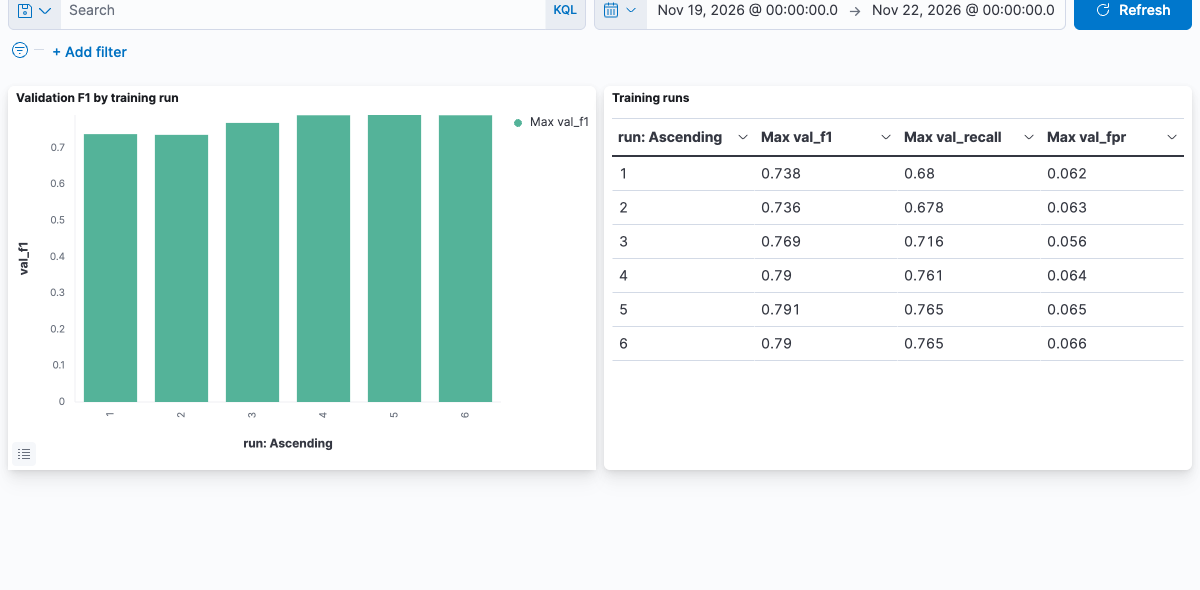 Search KQL Nov 19, 2026 @ 00:00:00.0 → Nov 22, 2026 @ 00:00:00.0 Refresh
+ Add filter
Validation F1 by training run
Max val_f1
val_f1
0.7
0.6
0.5
0.4
0.3
0.2
0.1
0
1 2 3 4 5 6
run: Ascending
Training runs
run: Ascending Max val_f1 Max val_recall Max val_fpr
1 0.738 0.68 0.062
2 0.736 0.678 0.063
3 0.769 0.716 0.056
4 0.79 0.761 0.064
5 0.791 0.765 0.065
6 0.79 0.765 0.066